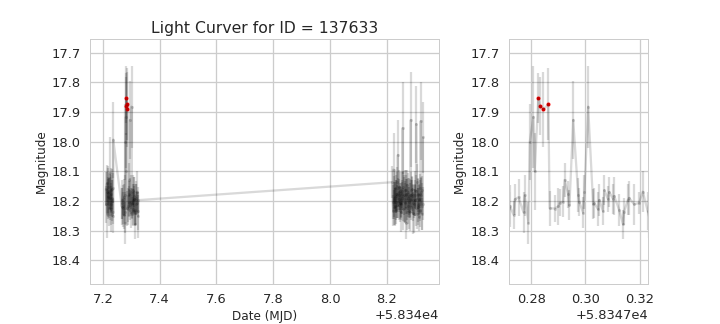 Light Curver for ID = 137633
Magnitude
17.7
17.8
17.9
18.0
18.1
18.2
18.3
18.4
7.2 7.4 7.6 7.8 8.0 8.2
Date (MJD) +5.834e4
Magnitude
17.7
17.8
17.9
18.0
18.1
18.2
18.3
18.4
0.28 0.30 0.32
+5.8347e4